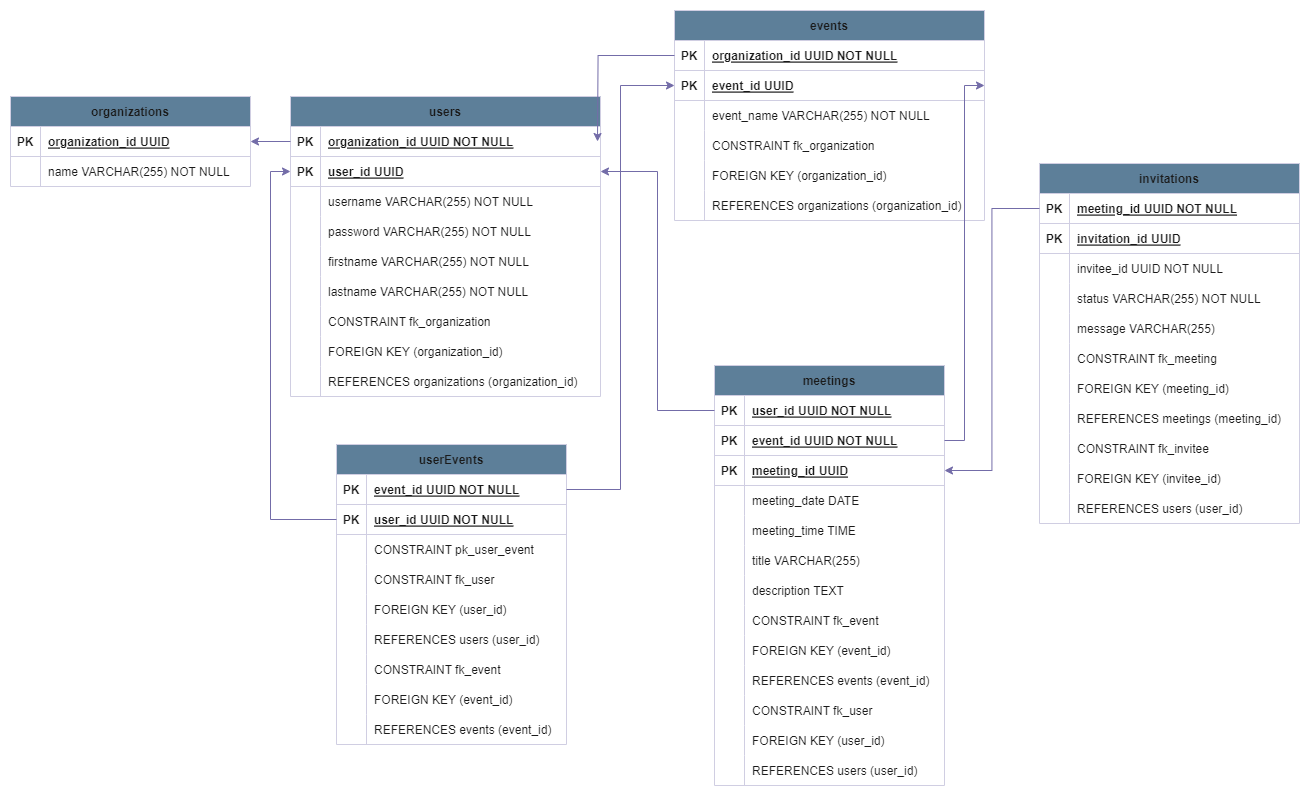 organizations
PK organization_id UUID
name VARCHAR(255) NOT NULL
users
PK organization_id UUID NOT NULL
PK user_id UUID
username VARCHAR(255) NOT NULL
password VARCHAR(255) NOT NULL
firstname VARCHAR(255) NOT NULL
lastname VARCHAR(255) NOT NULL
CONSTRAINT fk_organization
FOREIGN KEY (organization_id)
REFERENCES organizations (organization_id)
userEvents
PK event_id UUID NOT NULL
PK user_id UUID NOT NULL
CONSTRAINT pk_user_event
CONSTRAINT fk_user
FOREIGN KEY (user_id)
REFERENCES users (user_id)
CONSTRAINT fk_event
FOREIGN KEY (event_id)
REFERENCES events (event_id)
events
PK organization_id UUID NOT NULL
PK event_id UUID
event_name VARCHAR(255) NOT NULL
CONSTRAINT fk_organization
FOREIGN KEY (organization_id)
REFERENCES organizations (organization_id)
meetings
PK user_id UUID NOT NULL
PK event_id UUID NOT NULL
PK meeting_id UUID
meeting_date DATE
meeting_time TIME
title VARCHAR(255)
description TEXT
CONSTRAINT fk_event
FOREIGN KEY (event_id)
REFERENCES events (event_id)
CONSTRAINT fk_user
FOREIGN KEY (user_id)
REFERENCES users (user_id)
invitations
PK meeting_id UUID NOT NULL
PK invitation_id UUID
invitee_id UUID NOT NULL
status VARCHAR(255) NOT NULL
message VARCHAR(255)
CONSTRAINT fk_meeting
FOREIGN KEY (meeting_id)
REFERENCES meetings (meeting_id)
CONSTRAINT fk_invitee
FOREIGN KEY (invitee_id)
REFERENCES users (user_id)